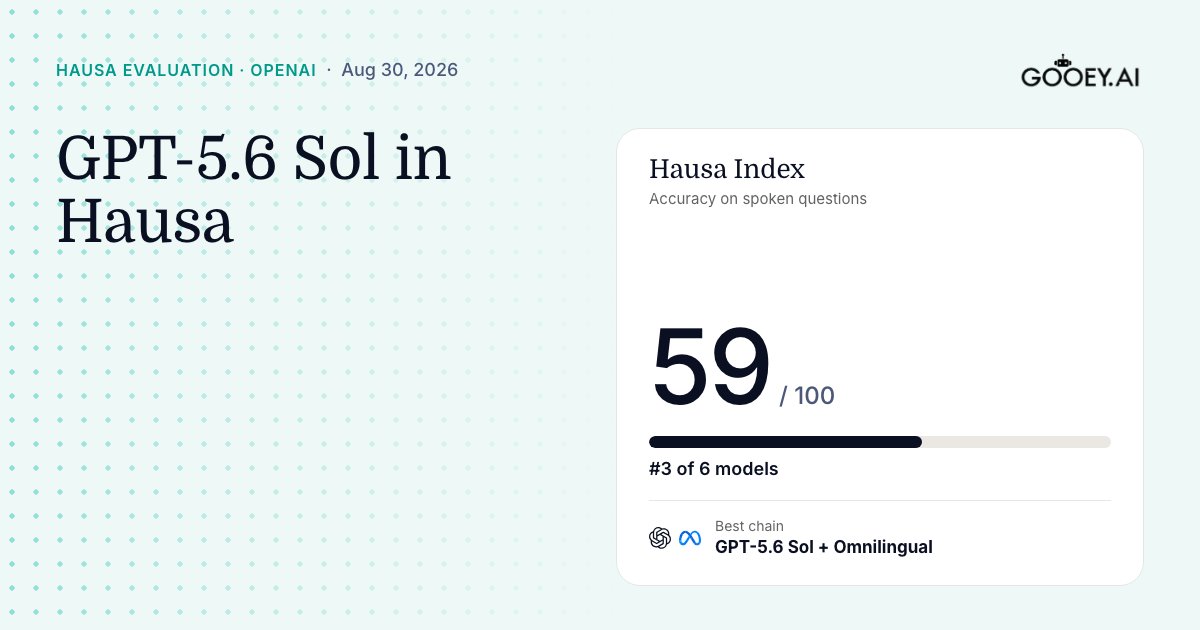 HAUSA EVALUATION · OPENAI · Aug 30, 2026
GOOEY.AI
GPT-5.6 Sol in
Hausa
Hausa Index
Accuracy on spoken questions
59 / 100
#3 of 6 models
Best chain
GPT-5.6 Sol + Omnilingual